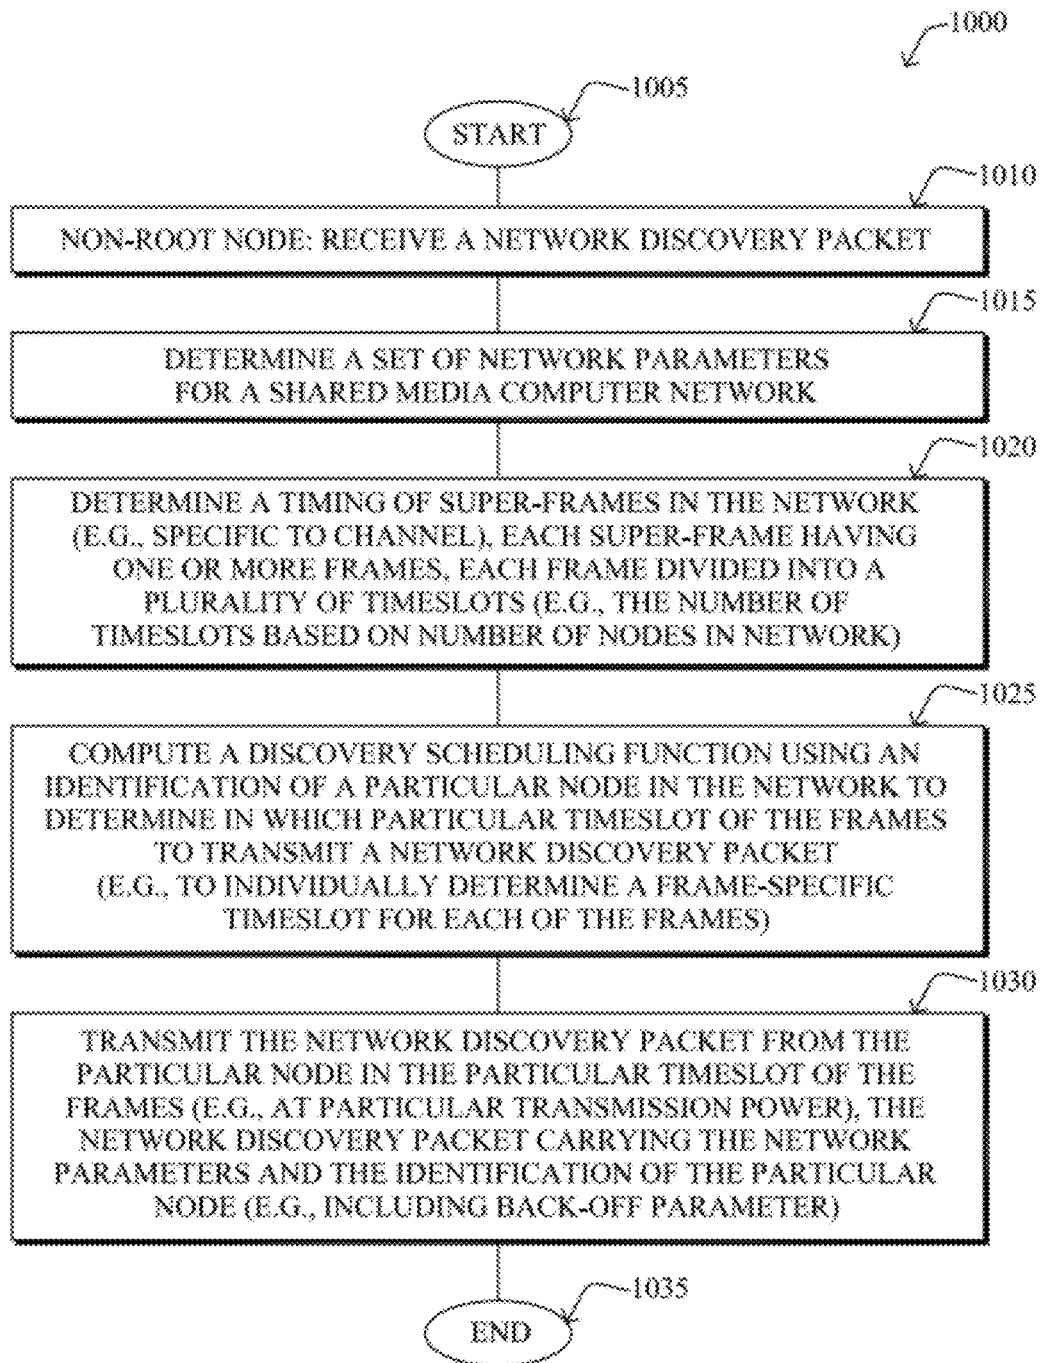 1000
1005
START
1010
NON-ROOT NODE: RECEIVE A NETWORK DISCOVERY PACKET
1015
DETERMINE A SET OF NETWORK PARAMETERS
FOR A SHARED MEDIA COMPUTER NETWORK
1020
DETERMINE A TIMING OF SUPER-FRAMES IN THE NETWORK
(E.G., SPECIFIC TO CHANNEL), EACH SUPER-FRAME HAVING
ONE OR MORE FRAMES, EACH FRAME DIVIDED INTO A
PLURALITY OF TIMESLOTS (E.G., THE NUMBER OF
TIMESLOTS BASED ON NUMBER OF NODES IN NETWORK)
1025
COMPUTE A DISCOVERY SCHEDULING FUNCTION USING AN
IDENTIFICATION OF A PARTICULAR NODE IN THE NETWORK TO
DETERMINE IN WHICH PARTICULAR TIMESLOT OF THE FRAMES
TO TRANSMIT A NETWORK DISCOVERY PACKET
(E.G., TO INDIVIDUALLY DETERMINE A FRAME-SPECIFIC
TIMESLOT FOR EACH OF THE FRAMES)
1030
TRANSMIT THE NETWORK DISCOVERY PACKET FROM THE
PARTICULAR NODE IN THE PARTICULAR TIMESLOT OF THE
FRAMES (E.G., AT PARTICULAR TRANSMISSION POWER), THE
NETWORK DISCOVERY PACKET CARRYING THE NETWORK
PARAMETERS AND THE IDENTIFICATION OF THE PARTICULAR
NODE (E.G., INCLUDING BACK-OFF PARAMETER)
1035
END